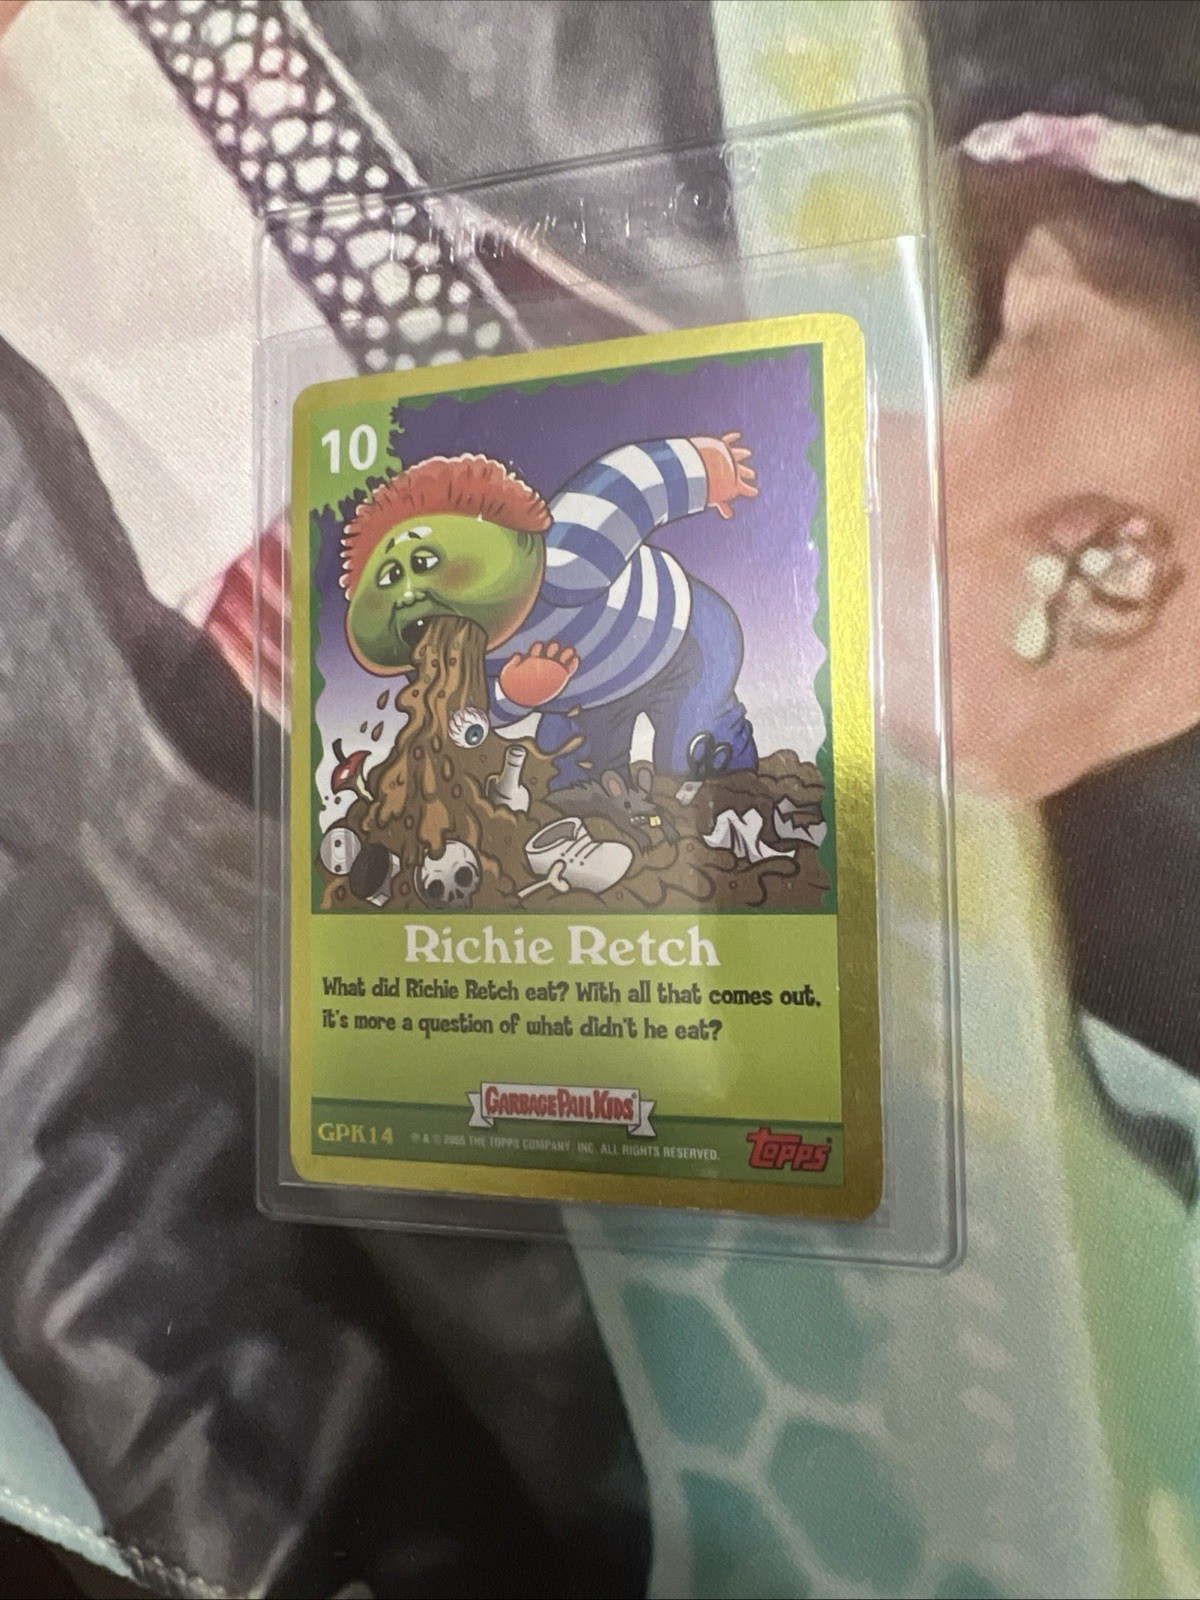 10
Richie Retch
What did Richie Retch eat? With all that comes out,
it's more a question of what didn't he eat?
GARBAGE PAIL KIDS®
GPK14
® & © 2005 THE TOPPS COMPANY, INC. ALL RIGHTS RESERVED.
topps®